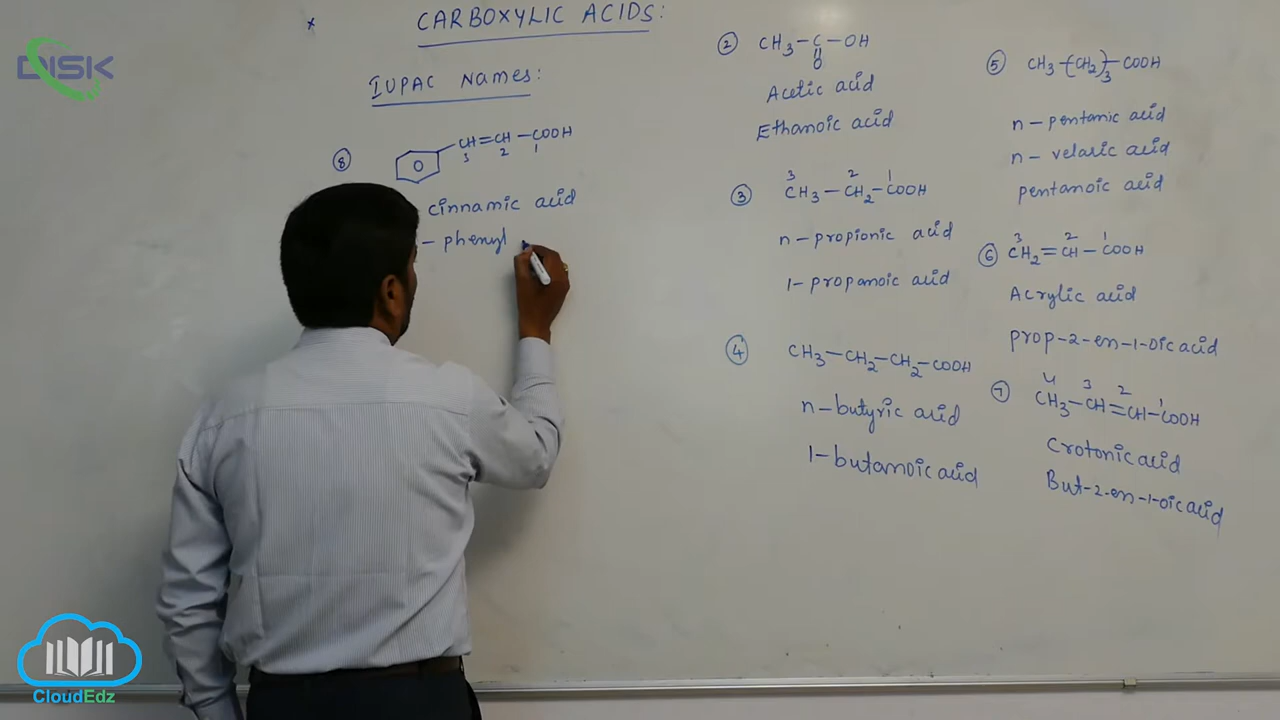 DISK
* CARBOXYLIC ACIDS:
IUPAC Names:
⑧
CH=CH-COOH
3 2 1
cinnamic acid
- phenyl
② CH3-C-OH
O
Acetic acid
Ethanoic acid
③
3 2 1
CH3-CH2-COOH
n-propionic acid
1-propanoic acid
④ CH3-CH2-CH2-COOH
n-butyric acid
1-butanoic acid
⑤ CH3-(CH2)3-COOH
n-pentanic acid
n-velaric acid
pentanoic acid
3 2 1
⑥ CH2=CH-COOH
Acrylic acid
prop-2-en-1-oic acid
⑦
4 3 2 1
CH3-CH=CH-COOH
Crotonic acid
But-2-en-1-oic acid
CloudEdz